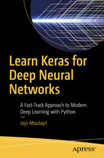 Learn Keras for
Deep Neural
Networks
A Fast-Track Approach to Modern
Deep Learning with Python
—
Jojo Moolayil
Apress®